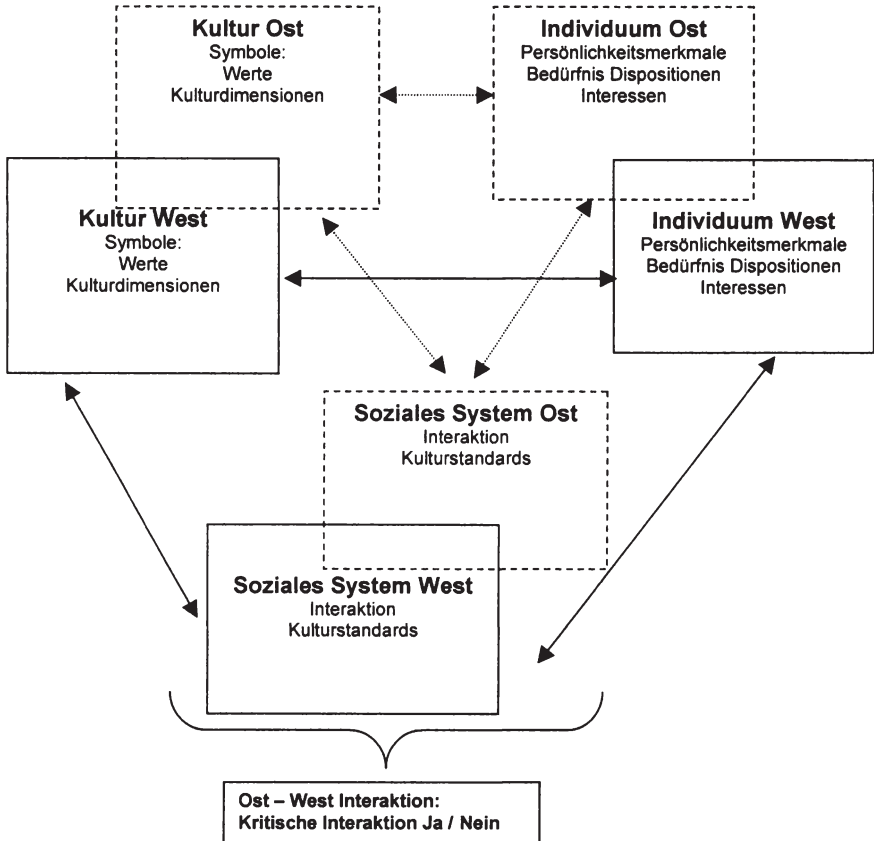 Kultur Ost
Symbole:
Werte
Kulturdimensionen
Individuum Ost
Persönlichkeitsmerkmale
Bedürfnis Dispositionen
Interessen
Kultur West
Symbole:
Werte
Kulturdimensionen
Individuum West
Persönlichkeitsmerkmale
Bedürfnis Dispositionen
Interessen
Soziales System Ost
Interaktion
Kulturstandards
Soziales System West
Interaktion
Kulturstandards
Ost – West Interaktion:
Kritische Interaktion Ja / Nein